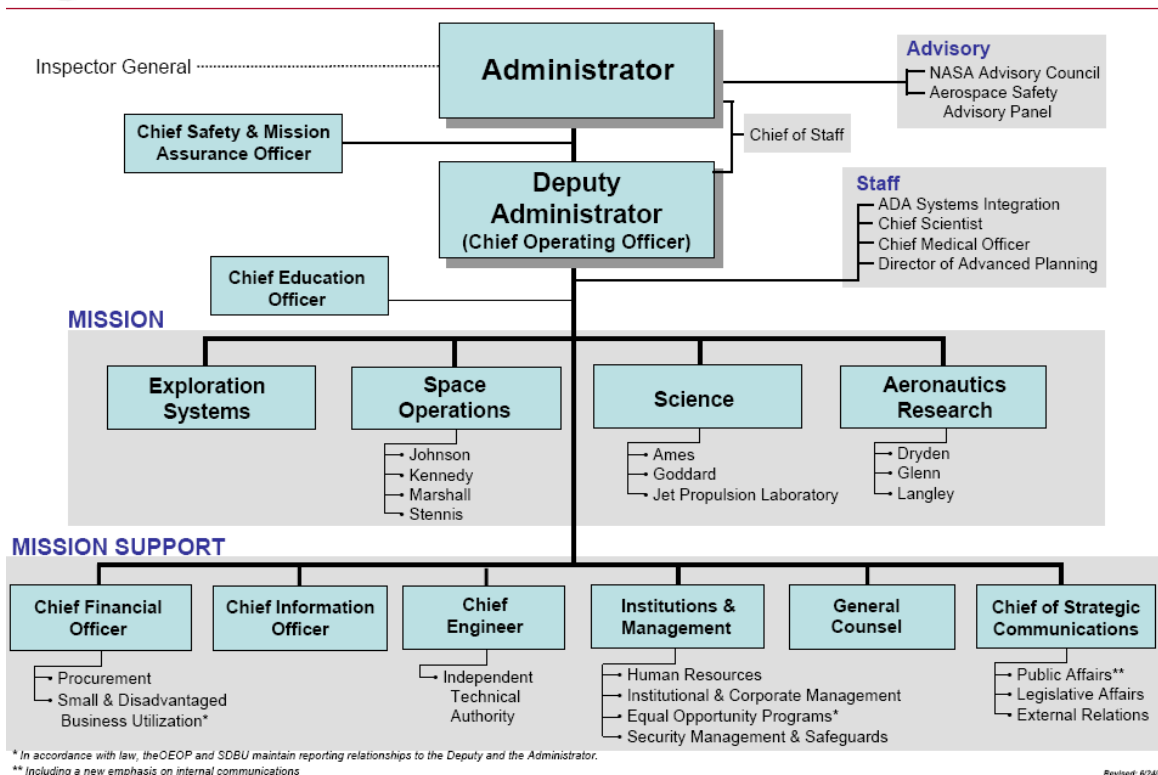 Inspector General
Administrator
Advisory
NASA Advisory Council
Aerospace Safety
Advisory Panel
Chief Safety & Mission
Assurance Officer
Chief of Staff
Deputy
Administrator
(Chief Operating Officer)
Staff
ADA Systems Integration
Chief Scientist
Chief Medical Officer
Director of Advanced Planning
Chief Education
Officer
MISSION
Exploration
Systems
Space
Operations
Johnson
Kennedy
Marshall
Stennis
Science
Ames
Goddard
Jet Propulsion Laboratory
Aeronautics
Research
Dryden
Glenn
Langley
MISSION SUPPORT
Chief Financial
Officer
Procurement
Small & Disadvantaged
Business Utilization*
Chief Information
Officer
Chief
Engineer
Independent
Technical
Authority
Institutions &
Management
Human Resources
Institutional & Corporate Management
Equal Opportunity Programs*
Security Management & Safeguards
General
Counsel
Chief of Strategic
Communications
Public Affairs**
Legislative Affairs
External Relations
* In accordance with law, theOEOP and SDBU maintain reporting relationships to the Deputy and the Administrator.
** Including a new emphasis on internal communications
Revised: